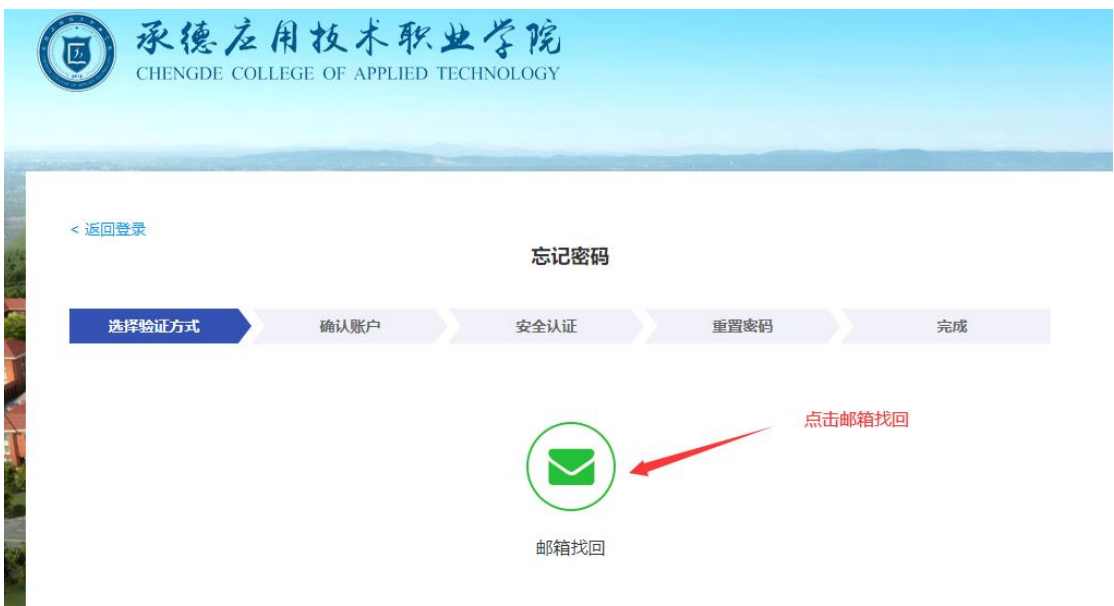 承德应用技术职业学院
CHENGDE COLLEGE OF APPLIED TECHNOLOGY
< 返回登录
忘记密码
选择验证方式 确认账户 安全认证 重置密码 完成
点击邮箱找回
邮箱找回